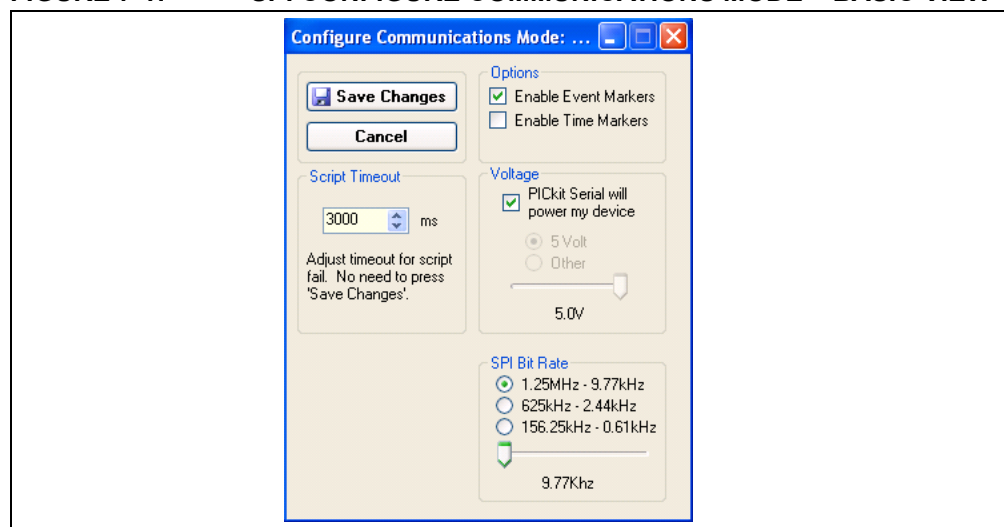 Configure Communications Mode: ...
Save Changes
Cancel
Options
Enable Event Markers
Enable Time Markers
Script Timeout
3000 ms
Adjust timeout for script
fail. No need to press
'Save Changes'.
Voltage
PICkit Serial will
power my device
5 Volt
Other
5.0V
SPI Bit Rate
1.25MHz - 9.77kHz
625kHz - 2.44kHz
156.25kHz - 0.61kHz
9.77Khz